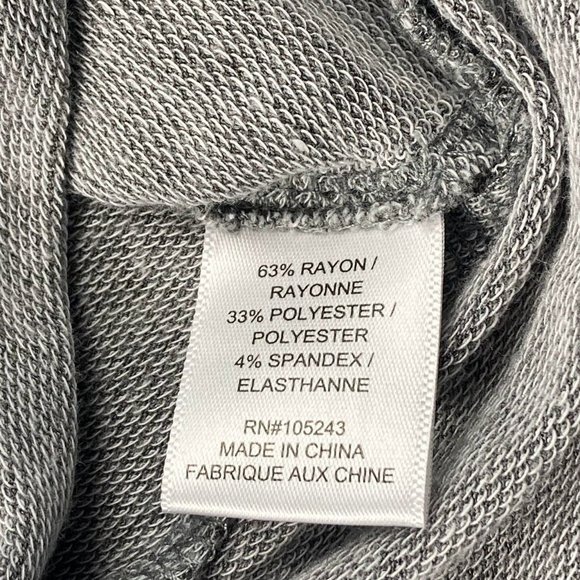 63% RAYON /
RAYONNE
33% POLYESTER /
POLYESTER
4% SPANDEX /
ELASTHANNE
RN#105243
MADE IN CHINA
FABRIQUE AUX CHINE